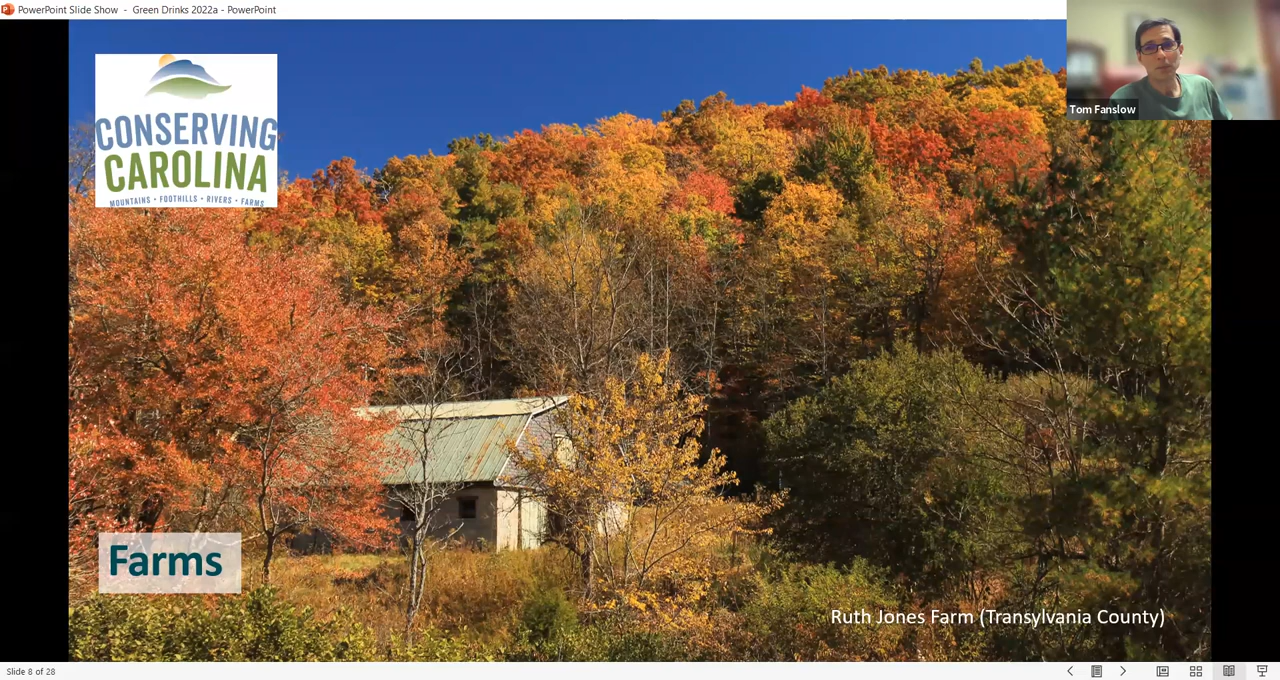 PowerPoint Slide Show - Green Drinks 2022a - PowerPoint
Tom Fanslow
CONSERVING
CAROLINA
MOUNTAINS • FOOTHILLS • RIVERS • FARMS
Farms
Ruth Jones Farm (Transylvania County)
Slide 8 of 28